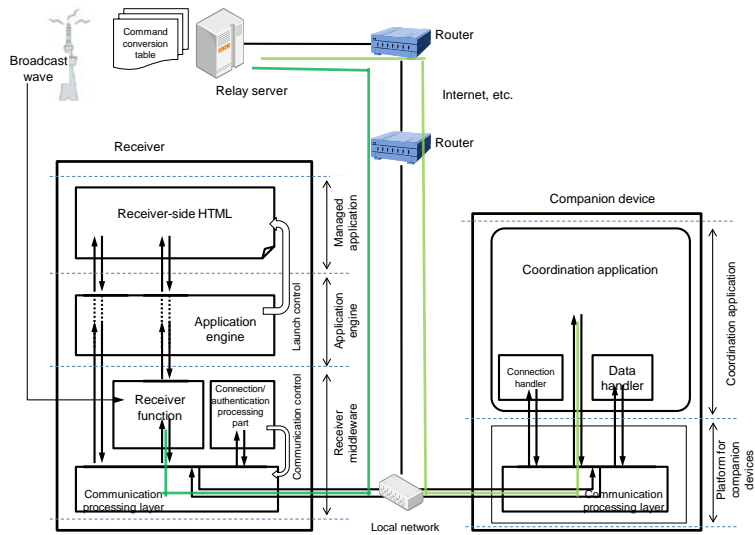 Command
conversion
table
Broadcast
wave
Relay server
Router
Internet, etc.
Router
Receiver
Receiver-side HTML
Managed
application
Launch control
Application
engine
Application
engine
Receiver
function
Connection/
authentication
processing
part
Communication control
Receiver
middleware
Communication
processing layer
Local network
Companion device
Coordination application
Coordination application
Connection
handler
Data
handler
Platform for
companion
devices
Communication
processing layer